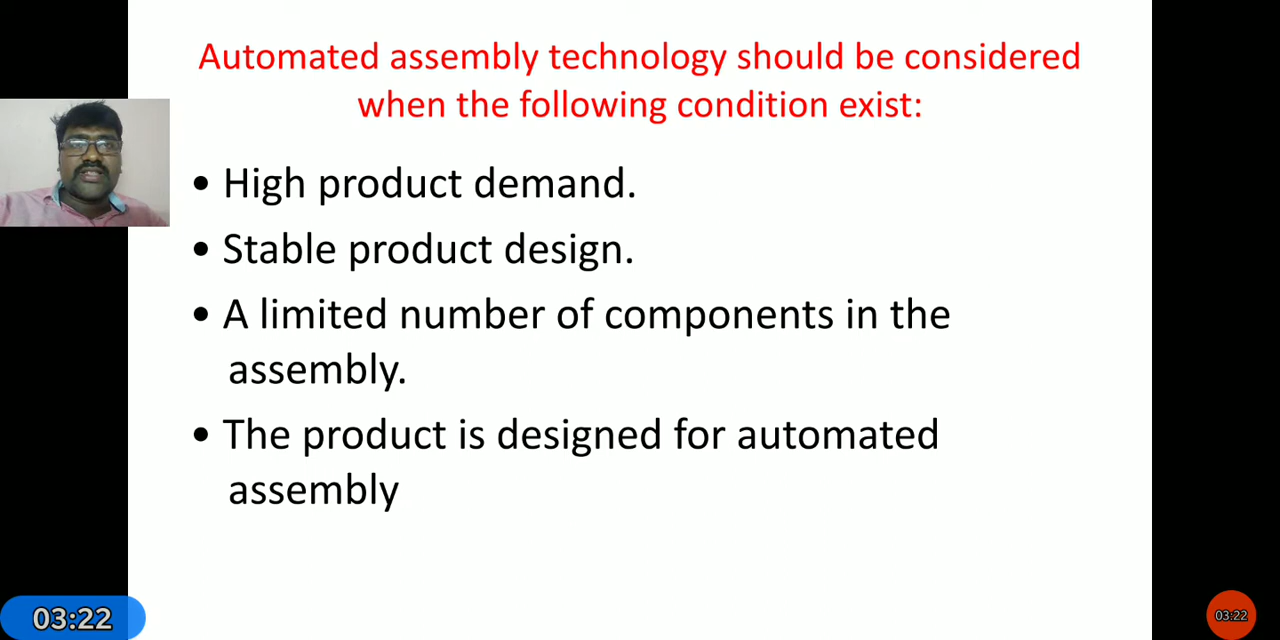 Automated assembly technology should be considered
when the following condition exist:
• High product demand.
• Stable product design.
• A limited number of components in the
assembly.
• The product is designed for automated
assembly
03:22
03:22